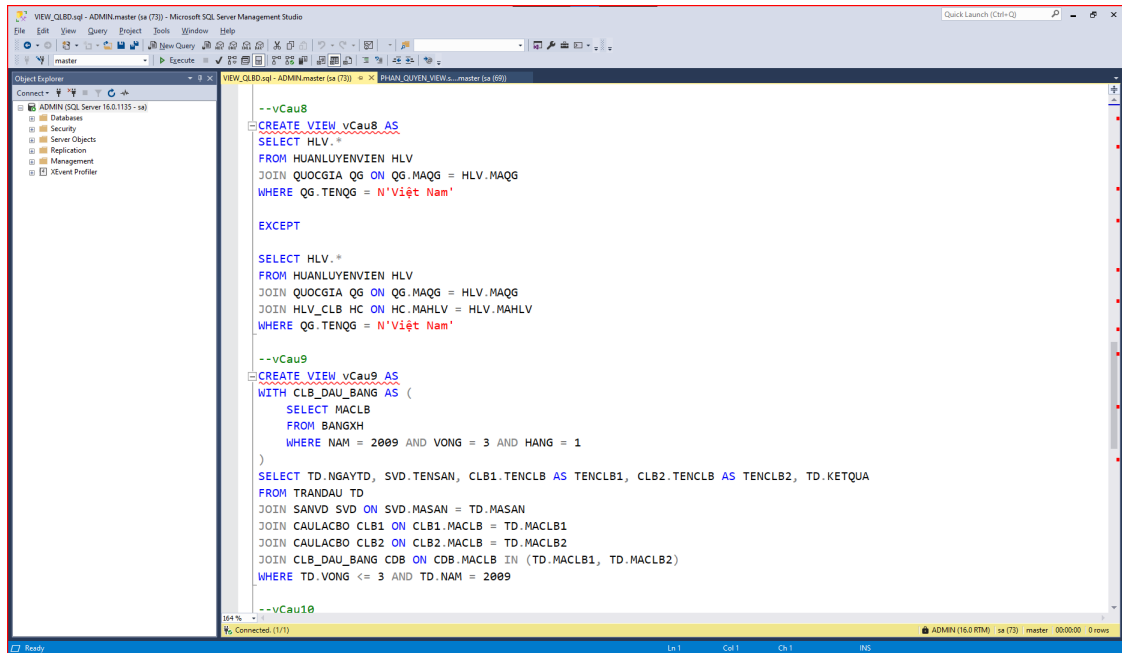 VIEW_QLBD.sql - ADMIN.master (sa (73)) - Microsoft SQL Server Management Studio
Quick Launch (Ctrl+Q)
File Edit View Query Project Tools Window Help
New Query
master
Execute
Object Explorer
VIEW_QLBD.sql - ADMIN.master (sa (73))
PHAN_QUYEN_VIEW.s....master (sa (69))
Connect
ADMIN (SQL Server 16.0.1135 - sa)
Databases
Security
Server Objects
Replication
Management
XEvent Profiler
--vCau8
CREATE VIEW vCau8 AS
SELECT HLV.*
FROM HUANLUYENVIEN HLV
JOIN QUOCGIA QG ON QG.MAQG = HLV.MAQG
WHERE QG.TENQG = N'Việt Nam'
EXCEPT
SELECT HLV.*
FROM HUANLUYENVIEN HLV
JOIN QUOCGIA QG ON QG.MAQG = HLV.MAQG
JOIN HLV_CLB HC ON HC.MAHLV = HLV.MAHLV
WHERE QG.TENQG = N'Việt Nam'
--vCau9
CREATE VIEW vCau9 AS
WITH CLB_DAU_BANG AS (
SELECT MACLB
FROM BANGXH
WHERE NAM = 2009 AND VONG = 3 AND HANG = 1
)
SELECT TD.NGAYTD, SVD.TENSAN, CLB1.TENCLB AS TENCLB1, CLB2.TENCLB AS TENCLB2, TD.KETQUA
FROM TRANDAU TD
JOIN SANVD SVD ON SVD.MASAN = TD.MASAN
JOIN CAULACBO CLB1 ON CLB1.MACLB = TD.MACLB1
JOIN CAULACBO CLB2 ON CLB2.MACLB = TD.MACLB2
JOIN CLB_DAU_BANG CDB ON CDB.MACLB IN (TD.MACLB1, TD.MACLB2)
WHERE TD.VONG <= 3 AND TD.NAM = 2009
--vCau10
164 %
Connected. (1/1)
ADMIN (16.0 RTM) sa (73) master 00:00:00 0 rows
Ready
Ln 1 Col 1 Ch 1 INS